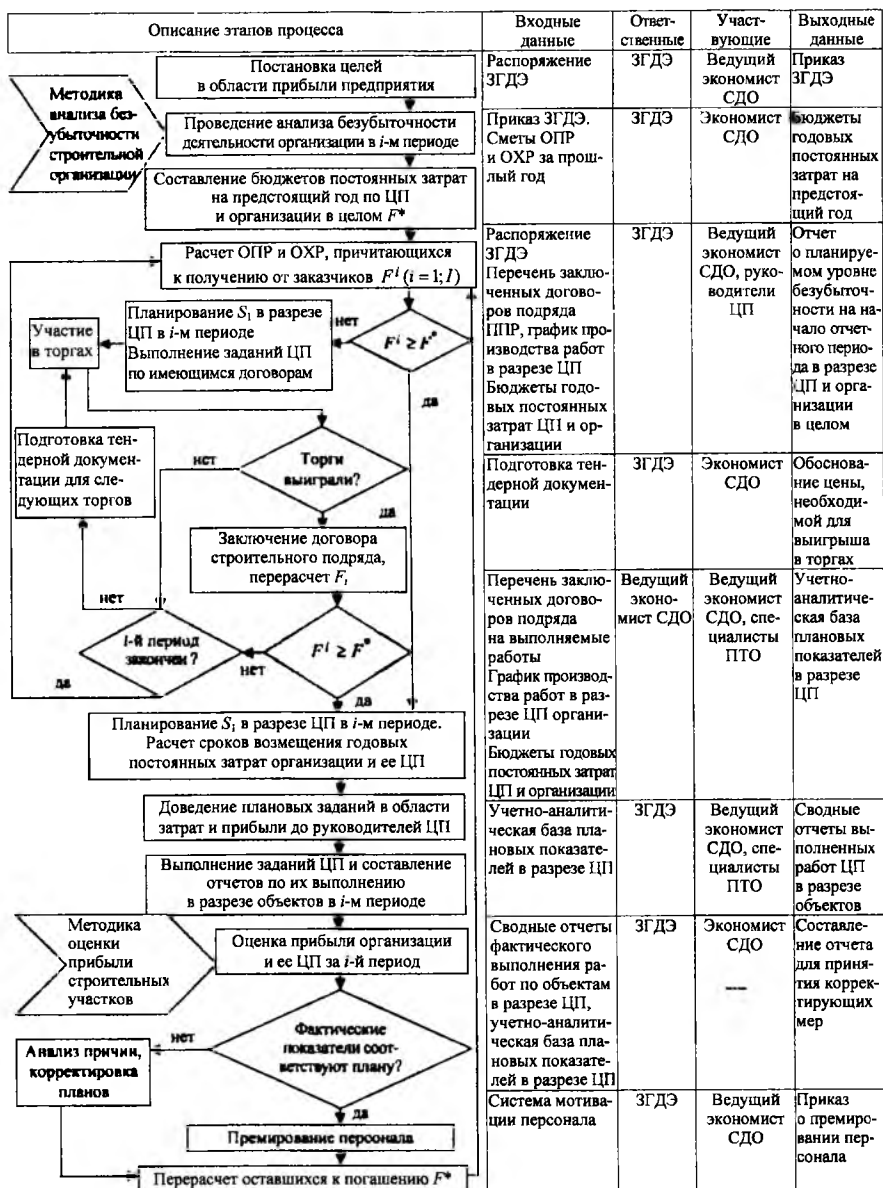 Описание этапов процесса
Входные
данные
Ответ-
ственные
Участ-
вующие
Выходные
данные
Постановка целей
в области прибыли предприятия
Методика
анализа без-
убыточности
строительной
организации
Проведение анализа безубыточности
деятельности организации в i-м периоде
Составление бюджетов постоянных затрат
на предстоящий год по ЦП
и организации в целом F*
Расчет ОПР и ОХР, причитающихся
к получению от заказчиков F^i (i = 1; I)
Планирование S₁ в разрезе
ЦП в i-м периоде
Выполнение заданий ЦП
по имеющимся договорам
нет
F^i ≥ F*
да
Участие
в торгах
Подготовка тен-
дерной докумен-
тации для сле-
дующих торгов
нет
Торги
выиграли?
да
Заключение договора
строительного подряда,
перерасчет F_i
нет
i-й период
закончен ?
нет
F^i ≥ F*
да
да
Планирование S₁ в разрезе ЦП в i-м периоде.
Расчет сроков возмещения годовых
постоянных затрат организации и ее ЦП
Доведение плановых заданий в области
затрат и прибыли до руководителей ЦП
Выполнение заданий ЦП и составление
отчетов по их выполнению
в разрезе объектов в i-м периоде
Методика
оценки
прибыли
строительных
участков
Оценка прибыли организации
и ее ЦП за i-й период
Фактические
показатели соот-
ветствуют плану?
нет
Анализ причин,
корректировка
планов
да
Премирование персонала
Перерасчет оставшихся к погашению F*
Распоряжение
ЗГДЭ
ЗГДЭ
Ведущий
экономист
СДО
Приказ
ЗГДЭ
Приказ ЗГДЭ.
Сметы ОПР
и ОХР за прош-
лый год
ЗГДЭ
Экономист
СДО
Бюджеты
годовых
постоянных
затрат на
предстоя-
щий год
Распоряжение
ЗГДЭ
Перечень заклю-
ченных догово-
ров подряда
ППР, график про-
изводства работ
в разрезе ЦП
Бюджеты годо-
вых постоянных
затрат ЦП и ор-
ганизации
ЗГДЭ
Ведущий
экономист
СДО, руко-
водители
ЦП
Отчет
о планируе-
мом уровне
безубыточ-
ности на на-
чало отчет-
ного перио-
да в разрезе
ЦП и орга-
низации
в целом
Подготовка тен-
дерной докумен-
тации
ЗГДЭ
Экономист
СДО
Обоснова-
ние цены,
необходи-
мой для
выигрыша
в торгах
Перечень заклю-
ченных догово-
ров подряда
на выполняемые
работы
График производ-
ства работ в раз-
резе ЦП органи-
зации
Бюджеты годовых
постоянных затрат
ЦП и организации
Ведущий
эконо-
мист СДО
Ведущий
экономист
СДО, спе-
циалисты
ПТО
Учетно-
аналитиче-
ская база
плановых
показателей
в разрезе
ЦП
Учетно-аналити-
ческая база пла-
новых показате-
лей в разрезе ЦП
ЗГДЭ
Ведущий
экономист
СДО, спе-
циалисты
ПТО
Сводные
отчеты вы-
полненных
работ ЦП
в разрезе
объектов
Сводные отчеты
фактического
выполнения ра-
бот по объектам
в разрезе ЦП,
учетно-аналити-
ческая база пла-
новых показате-
лей в разрезе ЦП
ЗГДЭ
Экономист
СДО
—
Составле-
ние отчета
для приня-
тия коррек-
тирующих
мер
Система мотива-
ции персонала
ЗГДЭ
Ведущий
экономист
СДО
Приказ
о премиро-
вании пер-
сонала